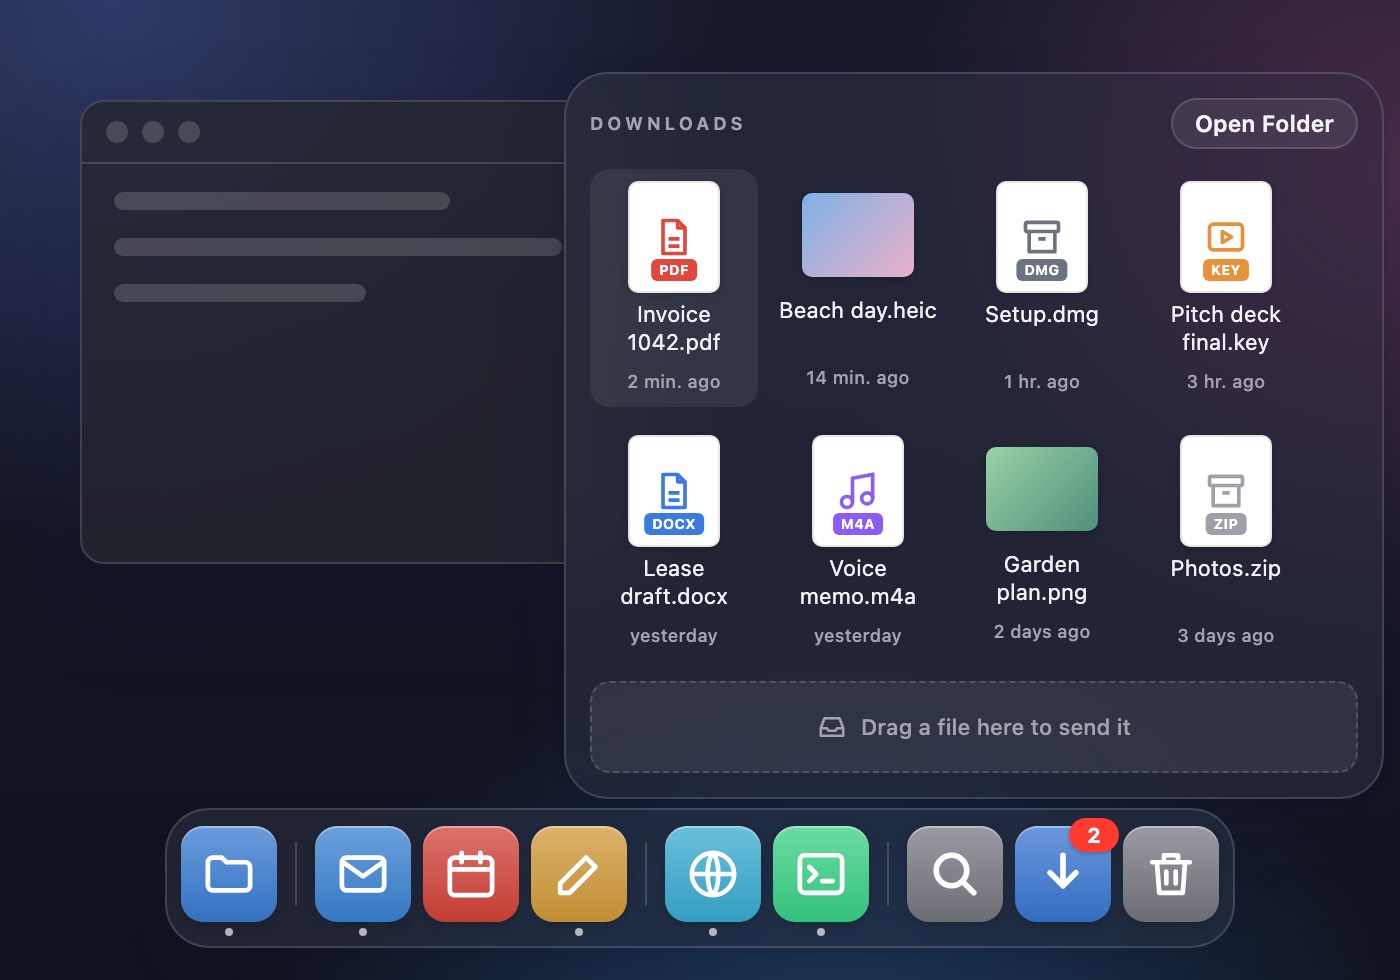 DOWNLOADS
Open Folder
PDF
DMG
KEY
Invoice
1042.pdf
2 min. ago
Beach day.heic
14 min. ago
Setup.dmg
1 hr. ago
Pitch deck
final.key
3 hr. ago
DOCX
M4A
ZIP
Lease
draft.docx
yesterday
Voice
memo.m4a
yesterday
Garden
plan.png
2 days ago
Photos.zip
3 days ago
Drag a file here to send it
2